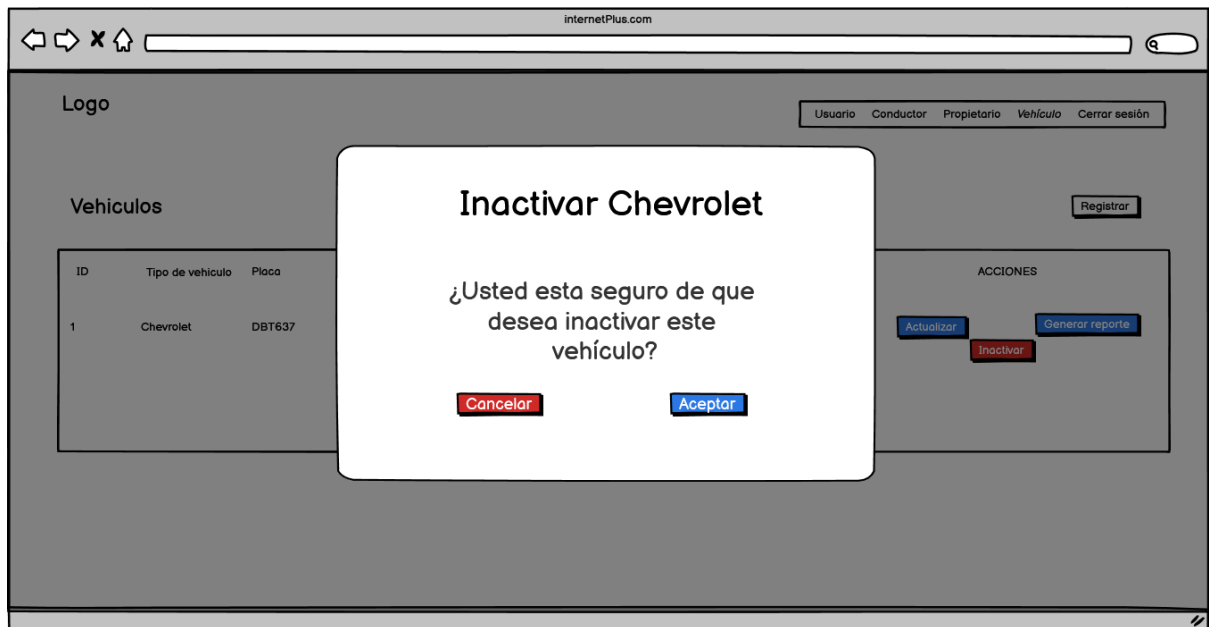 internetPlus.com
Logo
Usuario Conductor Propietario Vehículo Cerrar sesión
Vehiculos
Registrar
ID Tipo de vehiculo Placa ACCIONES
1 Chevrolet DBT637 Actualizar Generar reporte
Inactivar
Inactivar Chevrolet
¿Usted esta seguro de que
desea inactivar este
vehículo?
Cancelar Aceptar